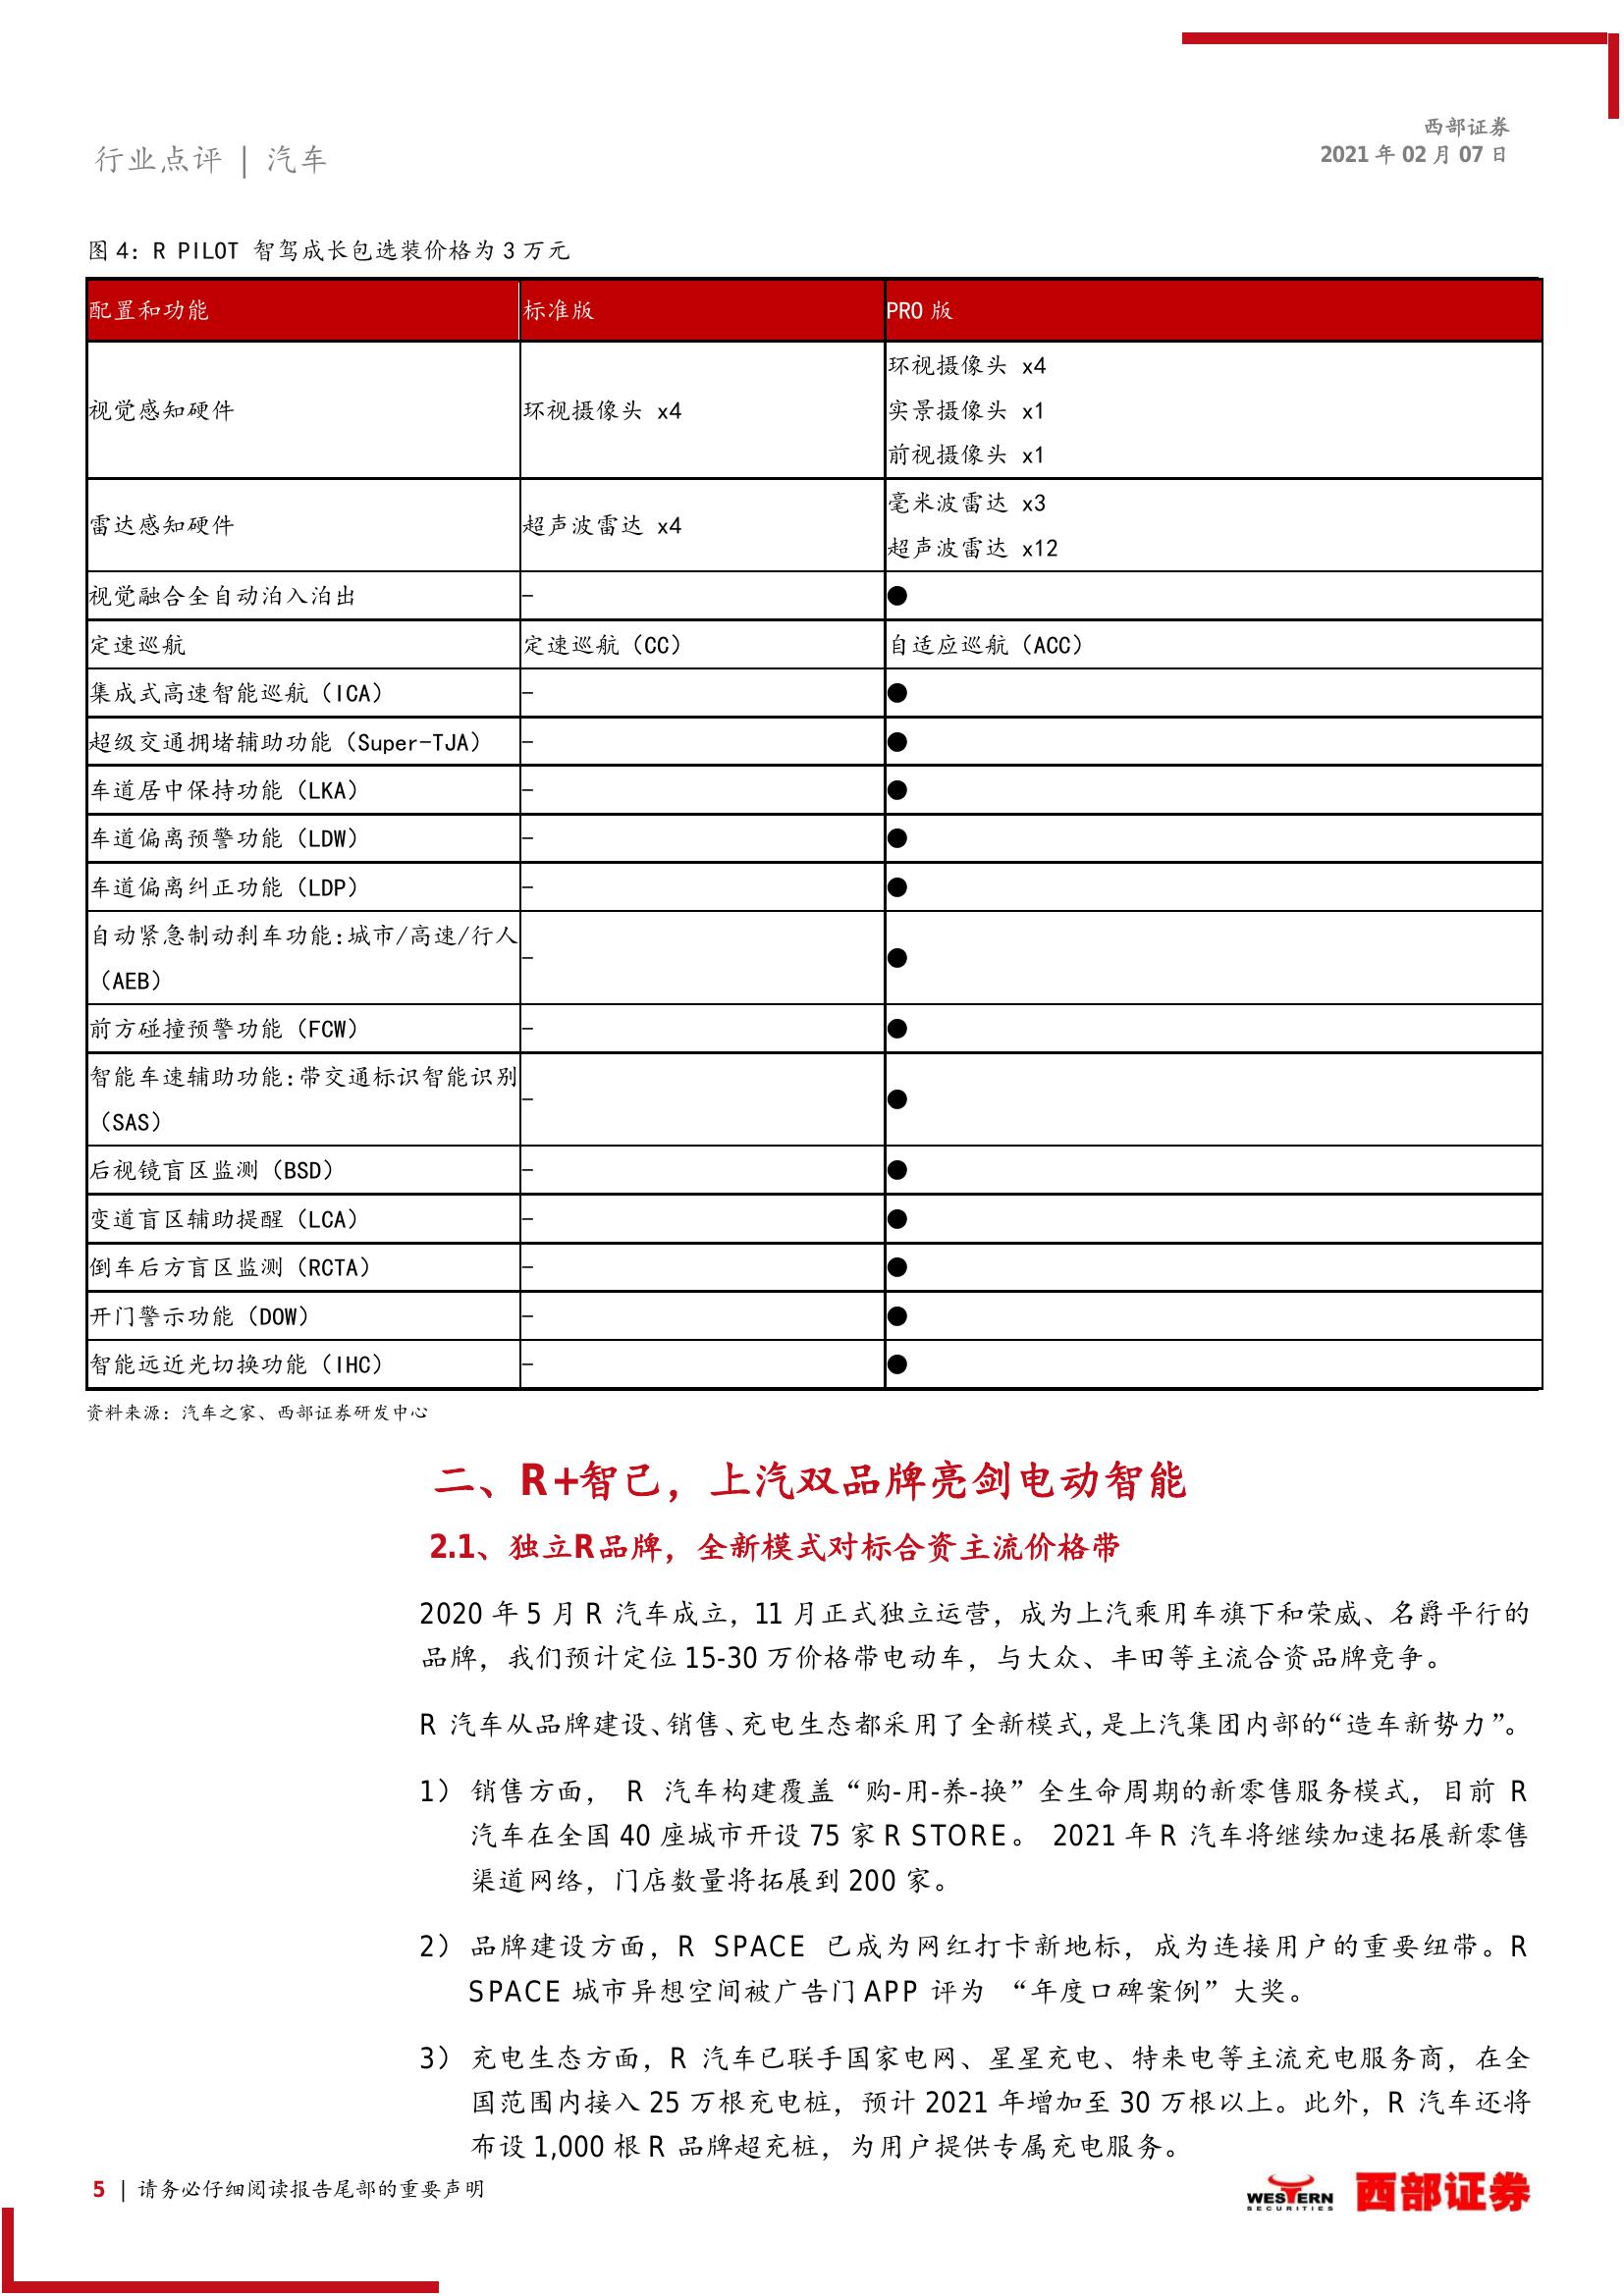 西部证券
2021 年 02 月 07 日
行业点评 | 汽车
图 4: R PILOT 智驾成长包选装价格为 3 万元
配置和功能 标准版 PRO 版
视觉感知硬件 环视摄像头 x4 环视摄像头 x4
实景摄像头 x1
前视摄像头 x1
雷达感知硬件 超声波雷达 x4 毫米波雷达 x3
超声波雷达 x12
视觉融合全自动泊入泊出 – ●
定速巡航 定速巡航（CC） 自适应巡航（ACC）
集成式高速智能巡航（ICA） – ●
超级交通拥堵辅助功能（Super-TJA） – ●
车道居中保持功能（LKA） – ●
车道偏离预警功能（LDW） – ●
车道偏离纠正功能（LDP） – ●
自动紧急制动刹车功能:城市/高速/行人
（AEB） – ●
前方碰撞预警功能（FCW） – ●
智能车速辅助功能:带交通标识智能识别
（SAS） – ●
后视镜盲区监测（BSD） – ●
变道盲区辅助提醒（LCA） – ●
倒车后方盲区监测（RCTA） – ●
开门警示功能（DOW） – ●
智能远近光切换功能（IHC） – ●
资料来源：汽车之家、西部证券研发中心
二、R+智己，上汽双品牌亮剑电动智能
2.1、独立R品牌，全新模式对标合资主流价格带
2020 年 5 月 R 汽车成立，11 月正式独立运营，成为上汽乘用车旗下和荣威、名爵平行的
品牌，我们预计定位 15-30 万价格带电动车，与大众、丰田等主流合资品牌竞争。
R 汽车从品牌建设、销售、充电生态都采用了全新模式，是上汽集团内部的“造车新势力”。
1） 销售方面， R 汽车构建覆盖“购-用-养-换”全生命周期的新零售服务模式，目前 R
汽车在全国 40 座城市开设 75 家 R STORE。 2021 年 R 汽车将继续加速拓展新零售
渠道网络，门店数量将拓展到 200 家。
2） 品牌建设方面，R SPACE 已成为网红打卡新地标，成为连接用户的重要纽带。R
SPACE 城市异想空间被广告门 APP 评为 “年度口碑案例”大奖。
3） 充电生态方面，R 汽车已联手国家电网、星星充电、特来电等主流充电服务商，在全
国范围内接入 25 万根充电桩，预计 2021 年增加至 30 万根以上。此外，R 汽车还将
布设 1,000 根 R 品牌超充桩，为用户提供专属充电服务。
5 | 请务必仔细阅读报告尾部的重要声明
WESTERN
SECURITIES
西部证券